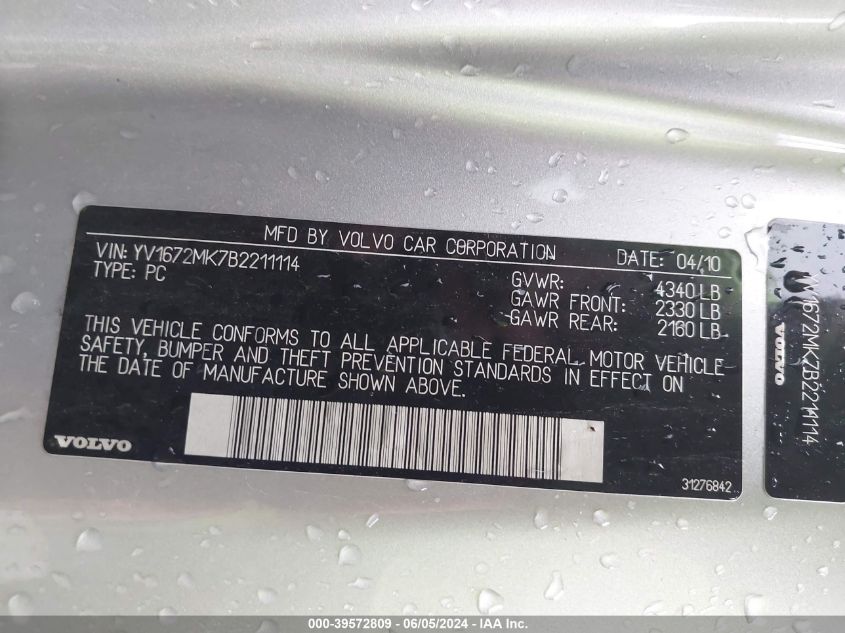 MFD BY VOLVO CAR CORPORATION DATE: 04/10
VIN: YV1672MK7B2211114
TYPE: PC
GVWR: 4340 LB
GAWR FRONT: 2330 LB
GAWR REAR: 2160 LB
THIS VEHICLE CONFORMS TO ALL APPLICABLE FEDERAL MOTOR VEHICLE
SAFETY, BUMPER AND THEFT PREVENTION STANDARDS IN EFFECT ON
THE DATE OF MANUFACTURE SHOWN ABOVE.
VOLVO
31276842
YV1672MK7B2211114
VOLVO
000-39572809 - 06/05/2024 - IAA Inc.